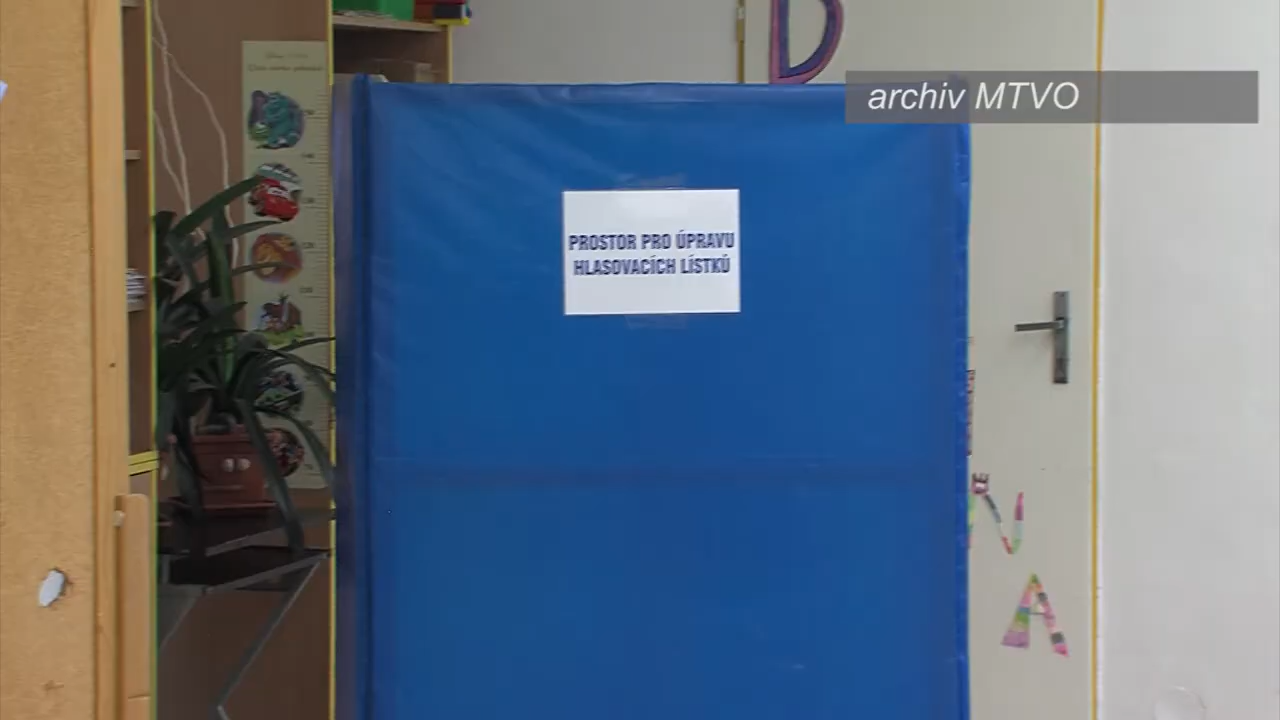 archiv MTVO
PROSTOR PRO ÚPRAVU
HLASOVACÍCH LÍSTKŮ
D
N
A